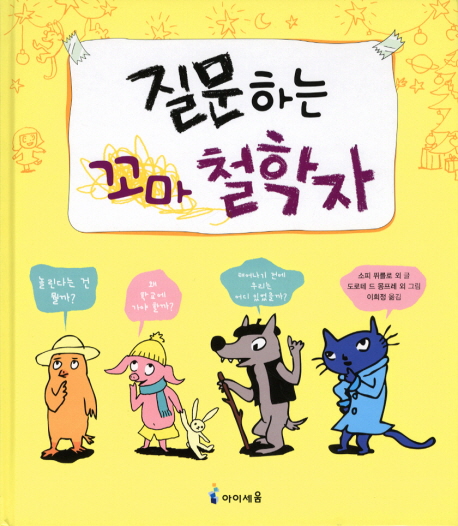 질문하는
꼬마 철학자
놀린다는 건
뭘까?
왜
학교에
가야 할까?
태어나기 전에
우리는
어디 있었을까?
소피 퓌를로 외 글
도로테 드 몽프레 외 그림
이희정 옮김
아이세움